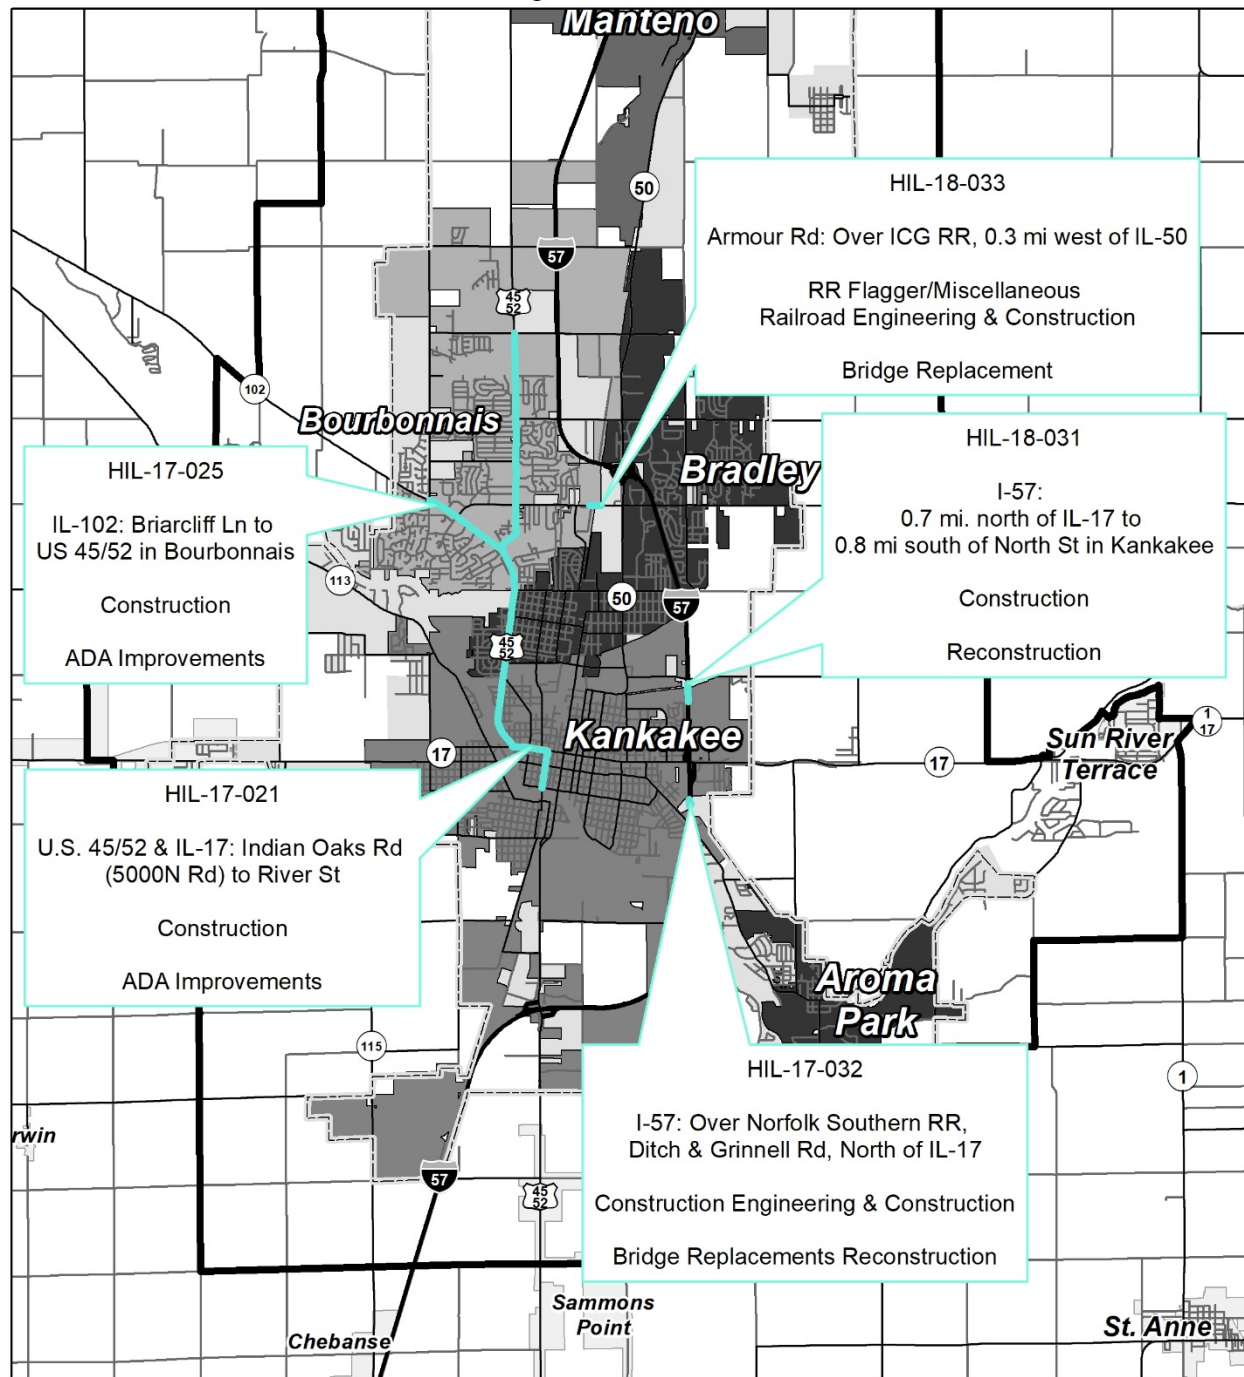 Manteno
50
HIL-18-033
Armour Rd: Over ICG RR, 0.3 mi west of IL-50
RR Flagger/Miscellaneous
Railroad Engineering & Construction
Bridge Replacement
57
45
52
102
Bourbonnais
Bradley
HIL-18-031
I-57:
0.7 mi. north of IL-17 to
0.8 mi south of North St in Kankakee
Construction
Reconstruction
HIL-17-025
IL-102: Briarcliff Ln to
US 45/52 in Bourbonnais
Construction
ADA Improvements
113
50
57
45
52
Kankakee
17
17
1
17
Sun River
Terrace
HIL-17-021
U.S. 45/52 & IL-17: Indian Oaks Rd
(5000N Rd) to River St
Construction
ADA Improvements
Aroma
Park
115
1
HIL-17-032
I-57: Over Norfolk Southern RR,
Ditch & Grinnell Rd, North of IL-17
Construction Engineering & Construction
Bridge Replacements Reconstruction
rwin
57
45
52
Sammons
Point
Chebanse
St. Anne